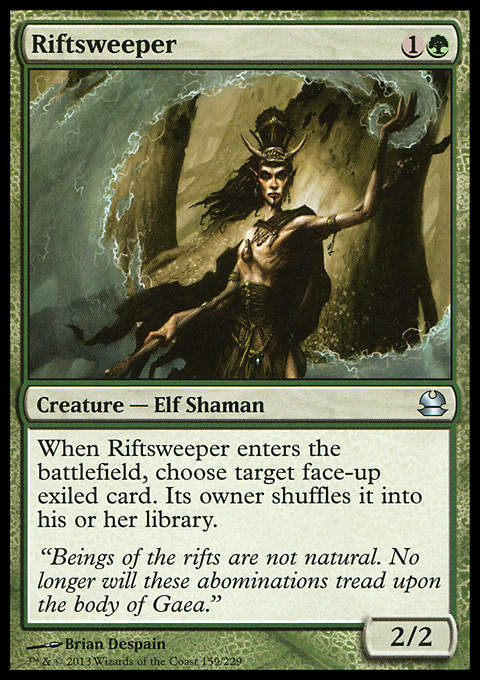 Riftsweeper 1
Creature — Elf Shaman
When Riftsweeper enters the
battlefield, choose target face-up
exiled card. Its owner shuffles it into
his or her library.
“Beings of the rifts are not natural. No
longer will these abominations tread upon
the body of Gaea.”
Brian Despain
2/2
™ & © 2013 Wizards of the Coast 159/229